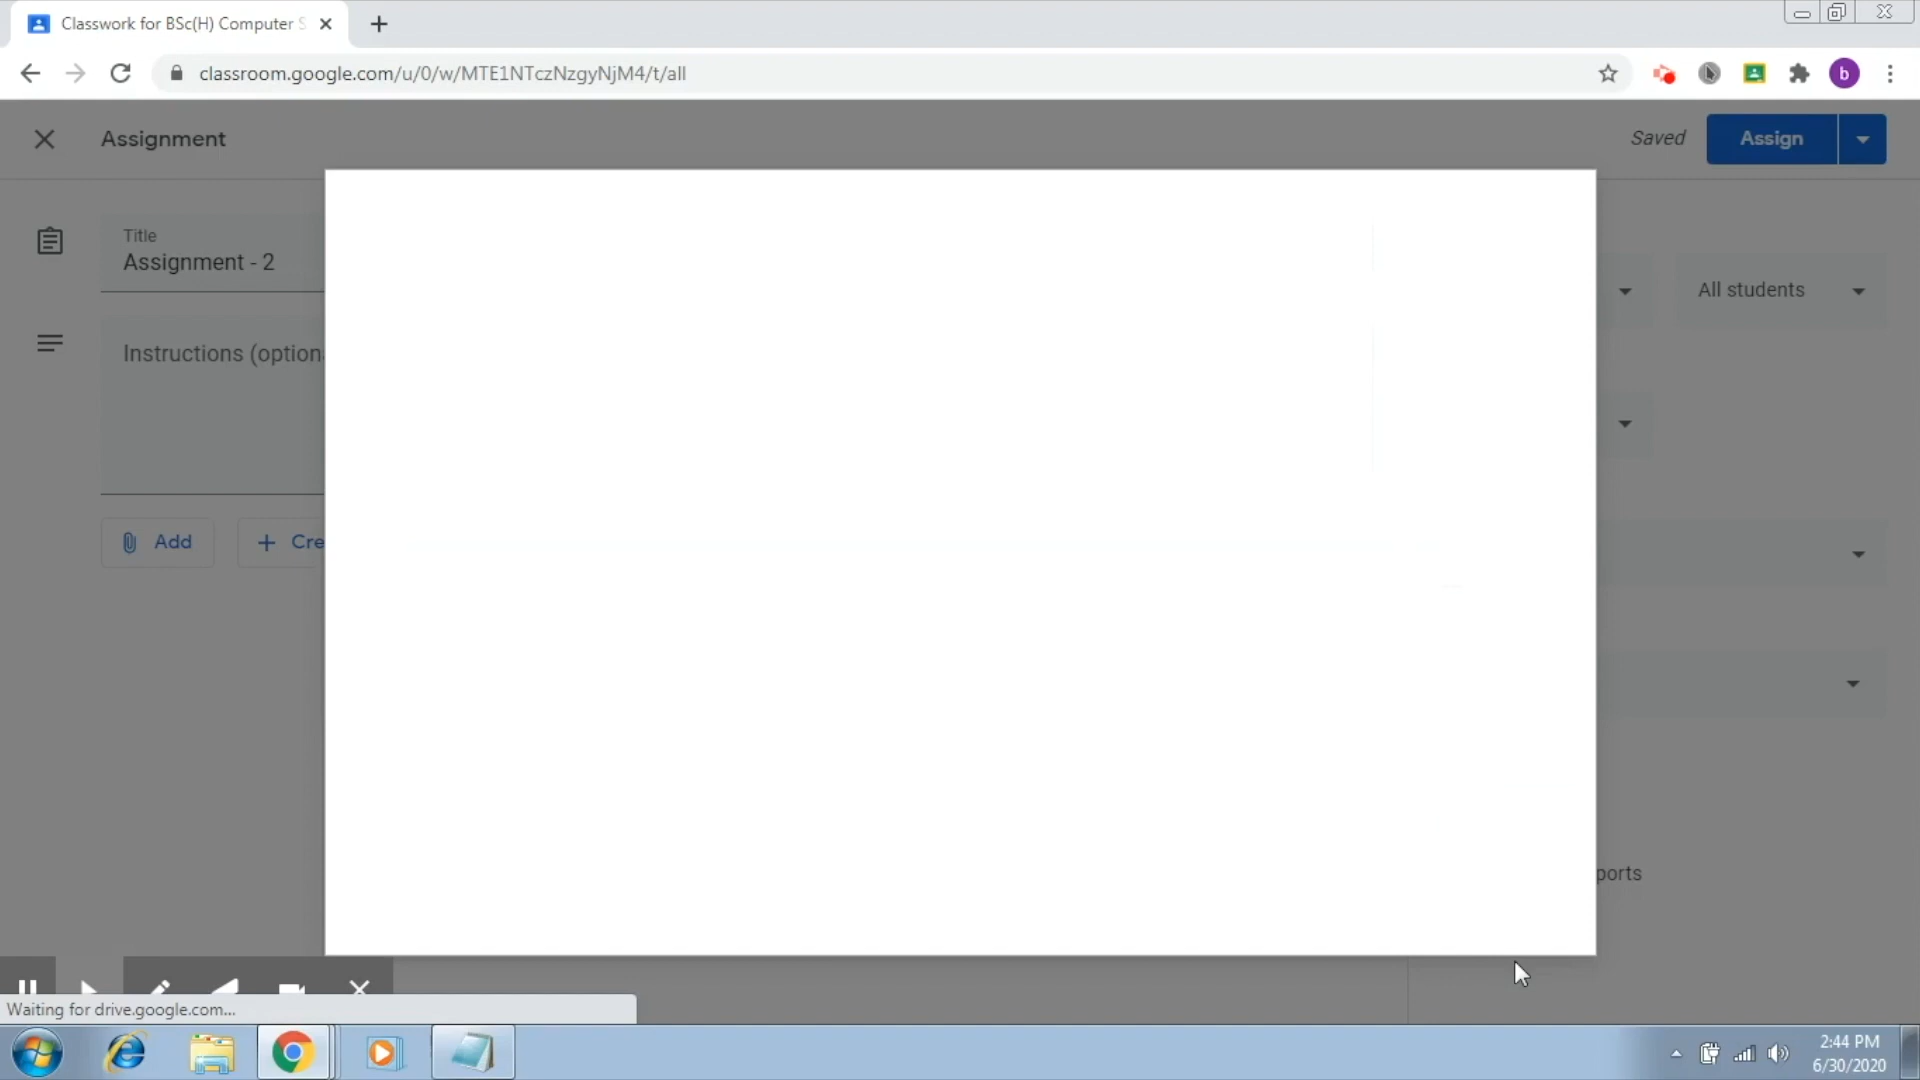 Classwork for BSc(H) Computer S
classroom.google.com/u/0/w/MTE1NTczNzgyNjM4/t/all
b
Assignment
Saved
Assign
Title
Assignment - 2
All students
Instructions (optiona
Add
Cre
ports
Waiting for drive.google.com...
2:44 PM
6/30/2020